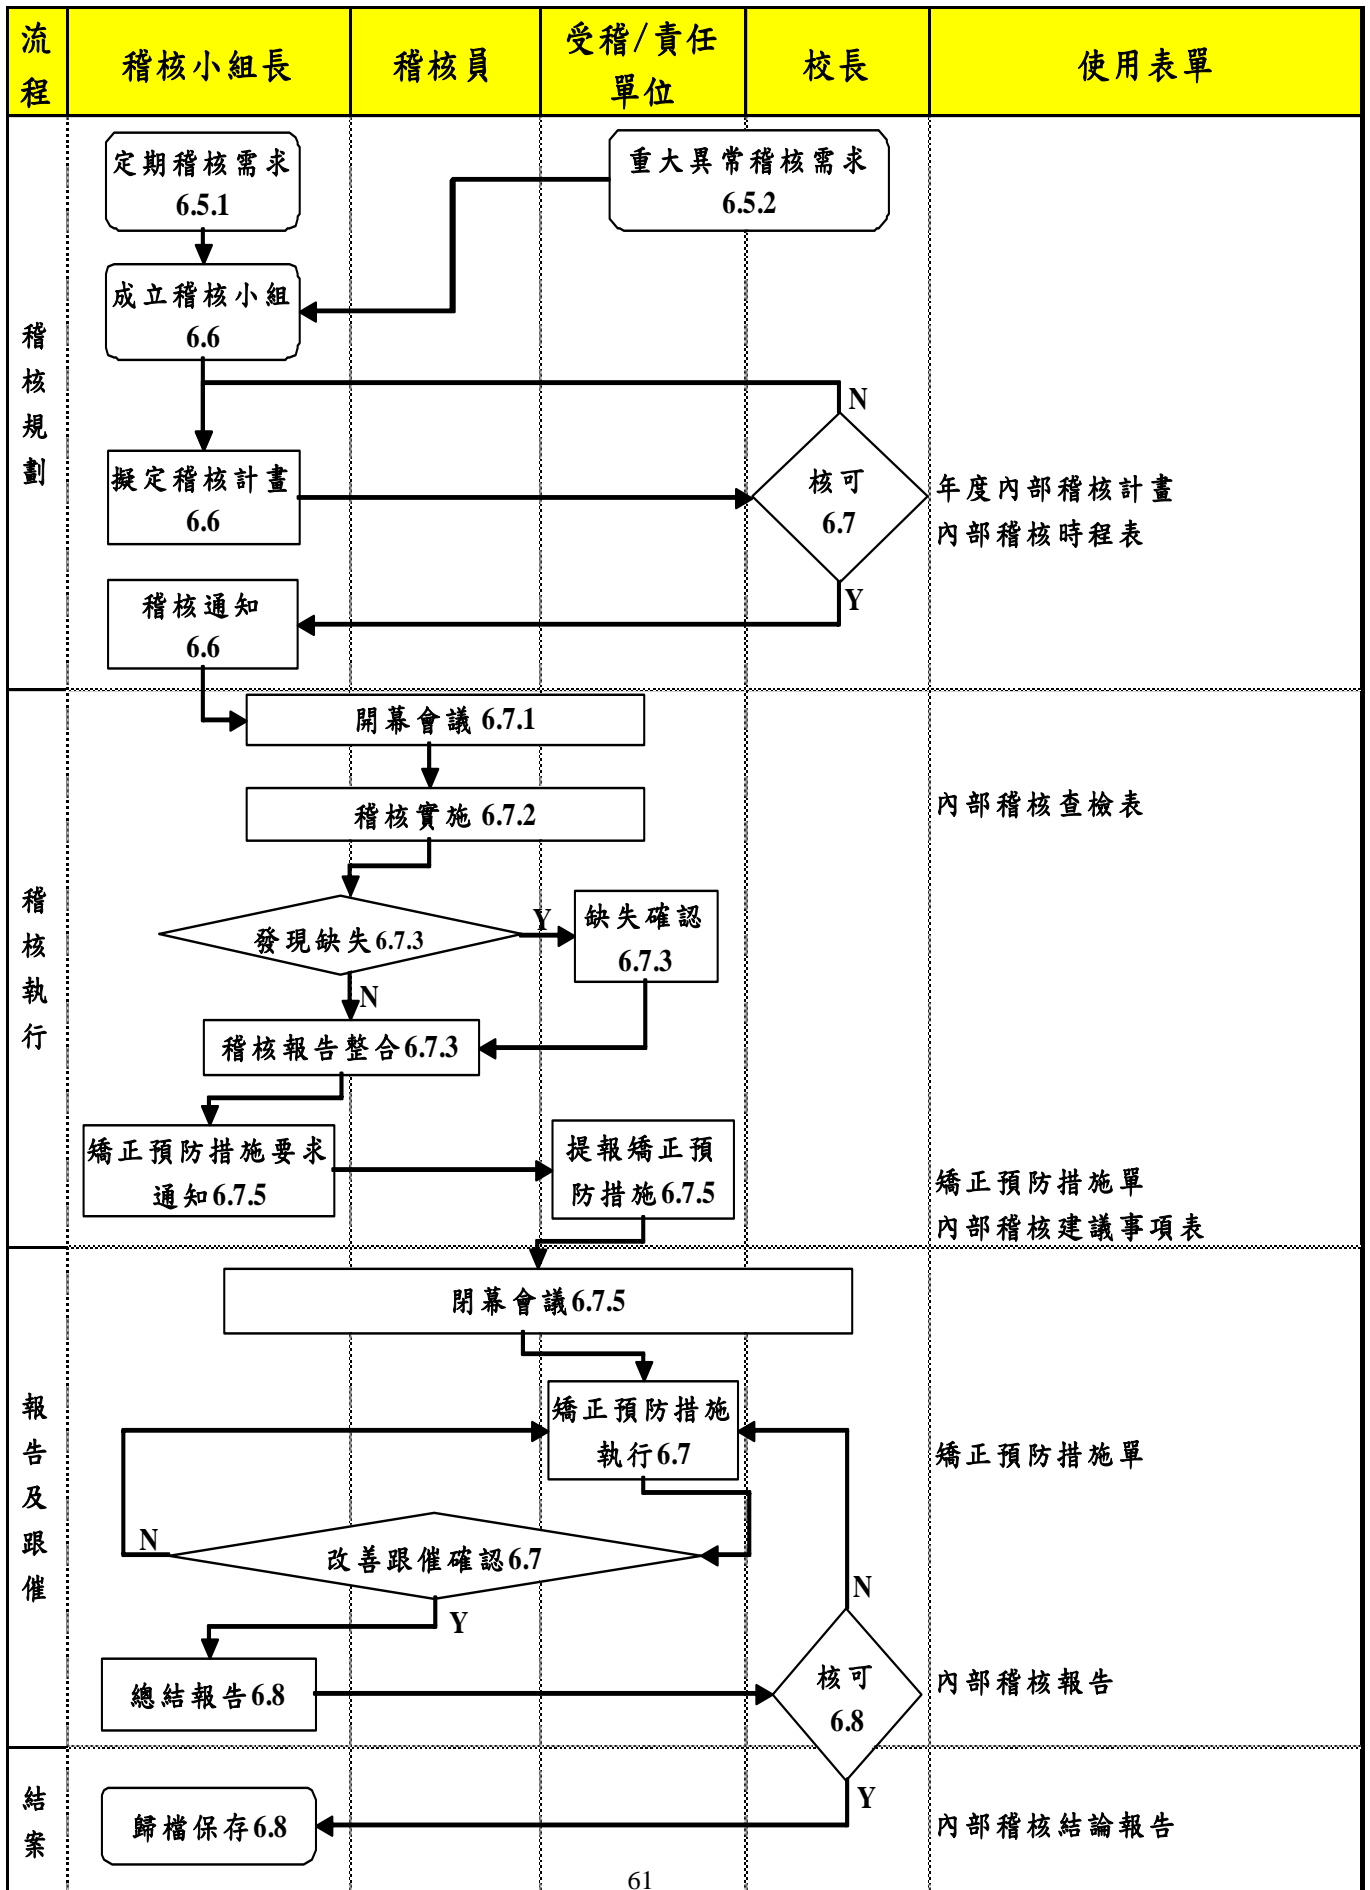 流程
稽核小組長
稽核員
受稽/責任
單位
校長
使用表單
稽核規劃
定期稽核需求
6.5.1
重大異常稽核需求
6.5.2
成立稽核小組
6.6
N
擬定稽核計畫
6.6
核可
6.7
年度內部稽核計畫
內部稽核時程表
Y
稽核通知
6.6
稽核執行
開幕會議 6.7.1
稽核實施 6.7.2
內部稽核查檢表
發現缺失6.7.3
Y
缺失確認
6.7.3
N
稽核報告整合6.7.3
矯正預防措施要求
通知6.7.5
提報矯正預
防措施6.7.5
矯正預防措施單
內部稽核建議事項表
報告及跟催
閉幕會議6.7.5
矯正預防措施
執行6.7
矯正預防措施單
N
改善跟催確認6.7
Y
N
總結報告6.8
核可
6.8
內部稽核報告
結案
Y
歸檔保存6.8
內部稽核結論報告
61